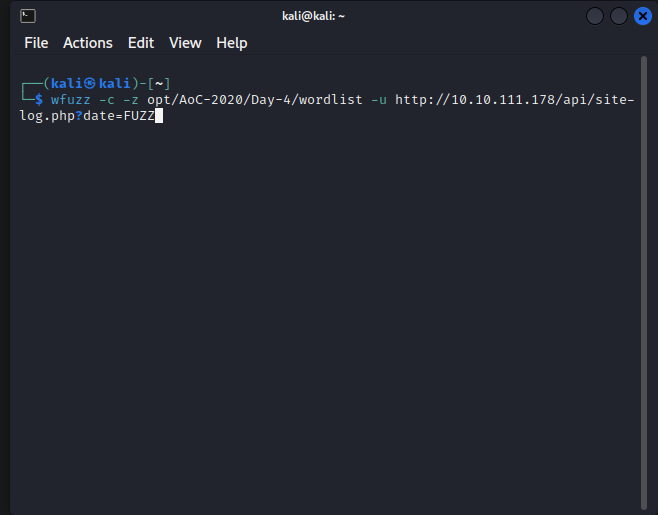 kali@kali: ~
File Actions Edit View Help
┌──(kali㉿kali)-[~]
└─$ wfuzz -c -z opt/AoC-2020/Day-4/wordlist -u http://10.10.111.178/api/site-
log.php?date=FUZZ